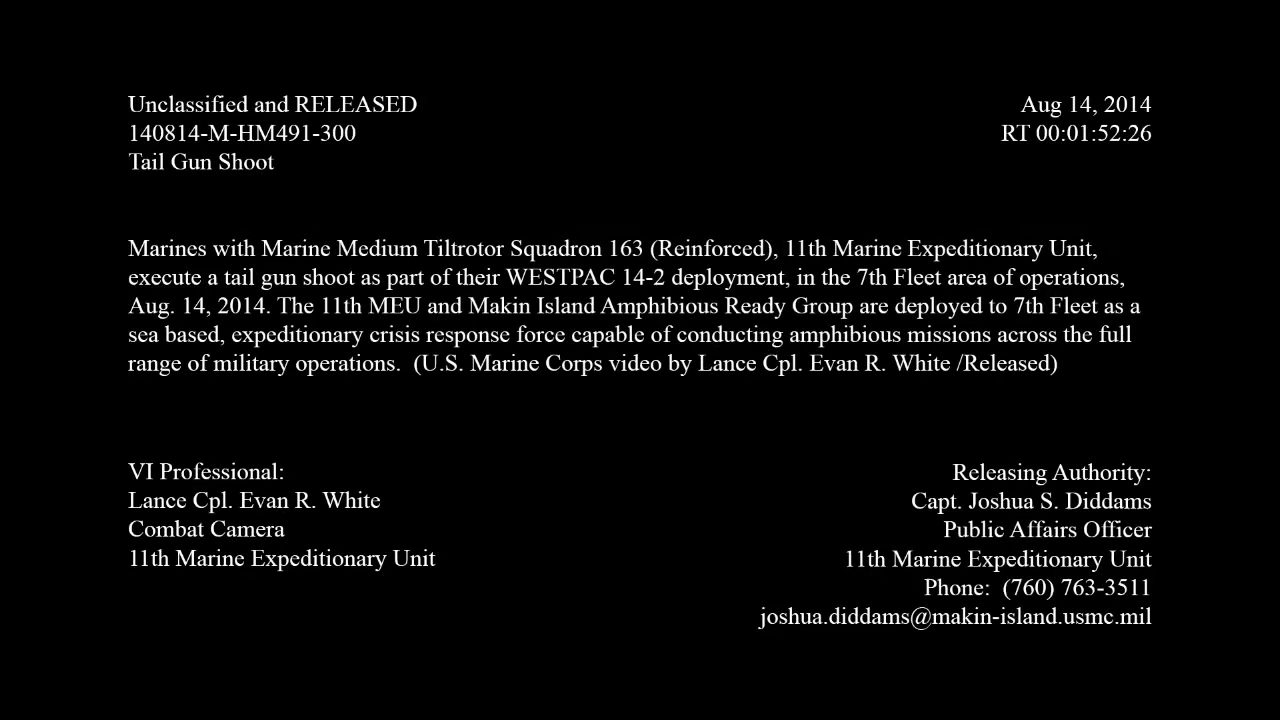 Unclassified and RELEASED
140814-M-HM491-300
Tail Gun Shoot
Aug 14, 2014
RT 00:01:52:26
Marines with Marine Medium Tiltrotor Squadron 163 (Reinforced), 11th Marine Expeditionary Unit,
execute a tail gun shoot as part of their WESTPAC 14-2 deployment, in the 7th Fleet area of operations,
Aug. 14, 2014. The 11th MEU and Makin Island Amphibious Ready Group are deployed to 7th Fleet as a
sea based, expeditionary crisis response force capable of conducting amphibious missions across the full
range of military operations.  (U.S. Marine Corps video by Lance Cpl. Evan R. White /Released)
VI Professional:
Lance Cpl. Evan R. White
Combat Camera
11th Marine Expeditionary Unit
Releasing Authority:
Capt. Joshua S. Diddams
Public Affairs Officer
11th Marine Expeditionary Unit
Phone:  (760) 763-3511
joshua.diddams@makin-island.usmc.mil